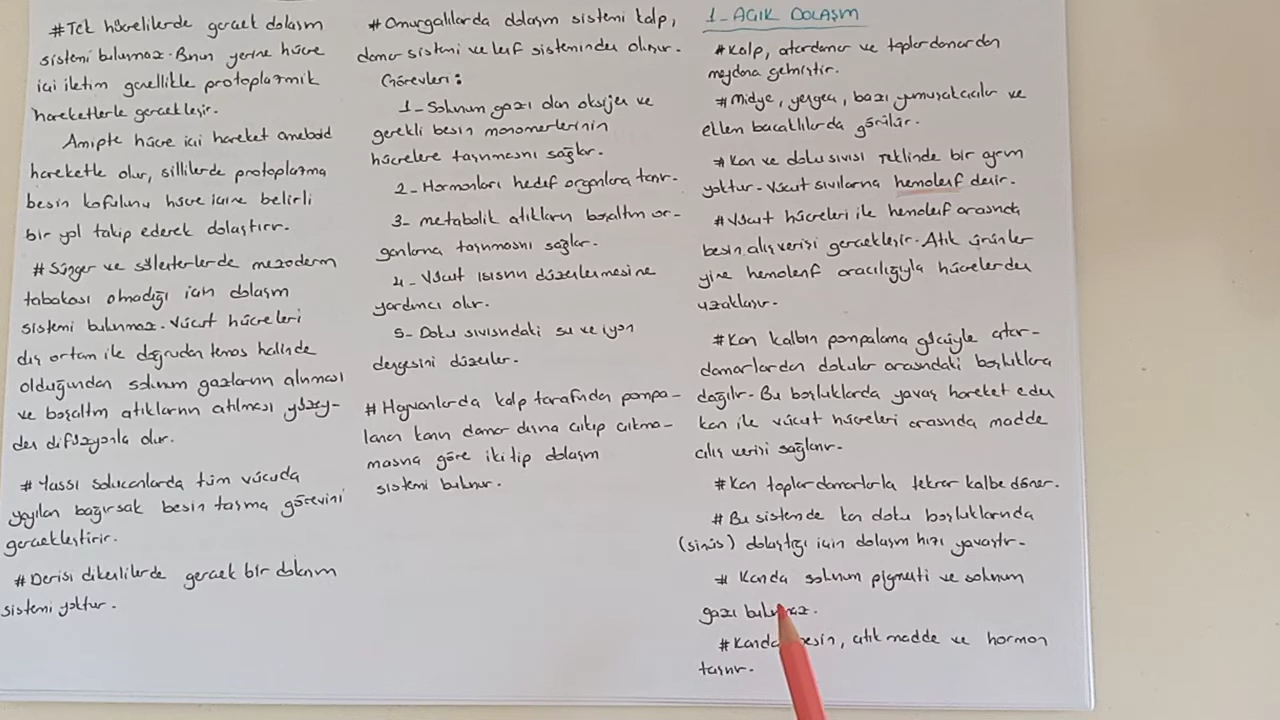 #Tek hücrelilerde gerçek dolaşım
sistemi bulunmaz. Bunun yerine hücre
içi iletim genellikle protoplazmik
hareketlerle gerçekleşir.
Amipte hücre içi hareket ameboid
hareketle olur, sillilerde protoplazma
besin kofulunu hücre içine belirli
bir yol takip ederek dolaştırır.
# Sünger ve sölenterlerde mezoderm
tabakası olmadığı için dolaşım
sistemi bulunmaz. Vücut hücreleri
dış ortam ile doğrudan temas halinde
olduğundan solunum gazlarının alınması
ve boşaltım atıklarının atılması yüzey-
den difüzyonla olur.
# Yassı solucanlarda tüm vücuda
yayılan bağırsak besin taşıma görevini
gerçekleştirir.
# Derisi dikenlilerde gerçek bir dolaşım
sistemi yoktur.
# Omurgalılarda dolaşım sistemi kalp,
damar sistemi ve lenf sisteminden oluşur.
Görevleri:
1- Solunum gazı olan oksijen ve
gerekli besin monomerlerinin
hücrelere taşınmasını sağlar.
2- Hormonları hedef organlara taşır.
3- metabolik atıkların boşaltım or-
ganlarına taşınmasını sağlar.
4- Vücut ısısının düzenlenmesine
yardımcı olur.
5- Doku sıvısındaki su ve iyon
dengesini düzenler.
# Hayvanlarda kalp tarafından pompa-
lanan kanın damar dışına çıkıp çıkma-
masına göre iki tip dolaşım
sistemi bulunur.
1-AÇIK DOLAŞIM
#Kalp, atardamar ve toplardamardan
meydana gelmiştir.
# Midye, yengeç, bazı yumuşakçalar ve
eklem bacaklılarda görülür.
# Kan ve doku sıvısı şeklinde bir ayrım
yoktur. Vücut sıvılarına hemolenf denir.
#Vücut hücreleri ile hemolenf arasında
besin alış verişi gerçekleşir. Atık ürünler
yine hemolenf aracılığıyla hücrelerden
uzaklaşır.
#Kan kalbin pompalama gücüyle atar-
damarlardan dokular arasındaki boşluklara
dağılır. Bu boşluklarda yavaş hareket eden
kan ile vücut hücreleri arasında madde
alış verişi sağlanır.
# Kan toplardamarlarla tekrar kalbe döner.
# Bu sistemde kan doku boşluklarında
(sinüs) dolaştığı için dolaşım hızı yavaştır.
# Kanda solunum pigmenti ve solunum
gazı bulunmaz.
#Kanda besin, atık madde ve hormon
taşınır.